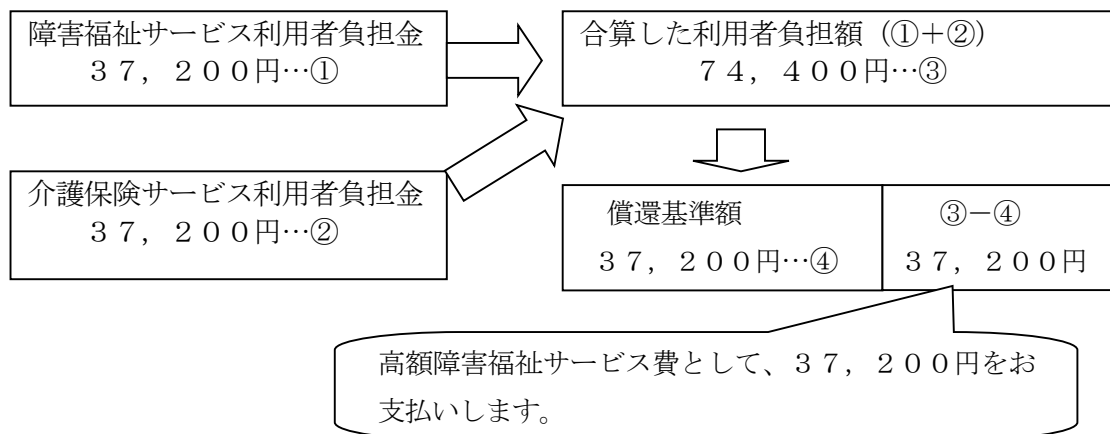 障害福祉サービス利用者負担金
３７，２００円…①
合算した利用者負担額（①＋②）
７４，４００円…③
介護保険サービス利用者負担金
３７，２００円…②
償還基準額
３７，２００円…④
③－④
３７，２００円
高額障害福祉サービス費として、３７，２００円をお
支払いします。